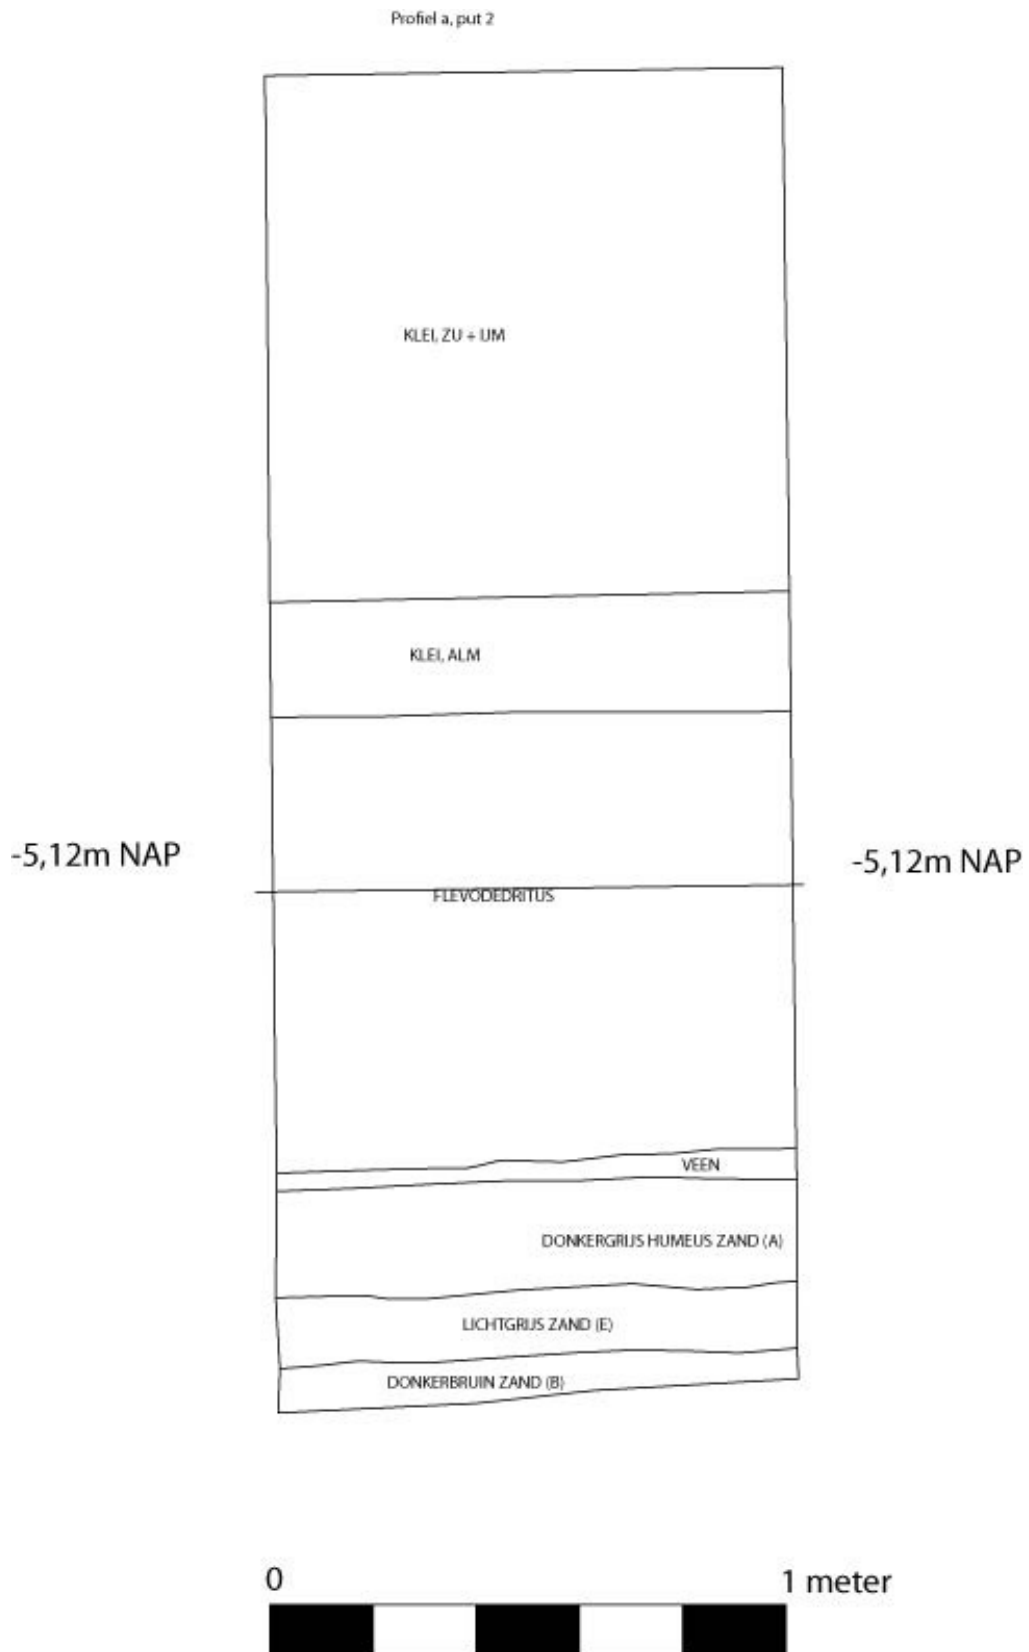 Profiel a, put 2
KLEI, ZU + IJM
KLEI, ALM
-5,12m NAP
-5,12m NAP
FLEVODEDRITUS
VEEN
DONKERGRIJS HUMEUS ZAND (A)
LICHTGRIJS ZAND (E)
DONKERBRUIN ZAND (B)
0
1 meter